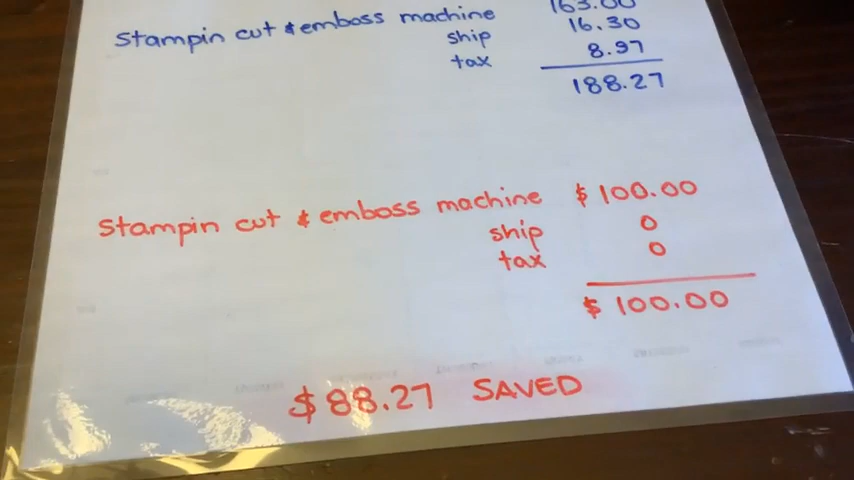 163.00
Stampin cut & emboss machine
ship 16.30
tax 8.97
188.27
Stampin cut & emboss machine $ 100.00
ship 0
tax 0
$ 100.00
$88.27 SAVED